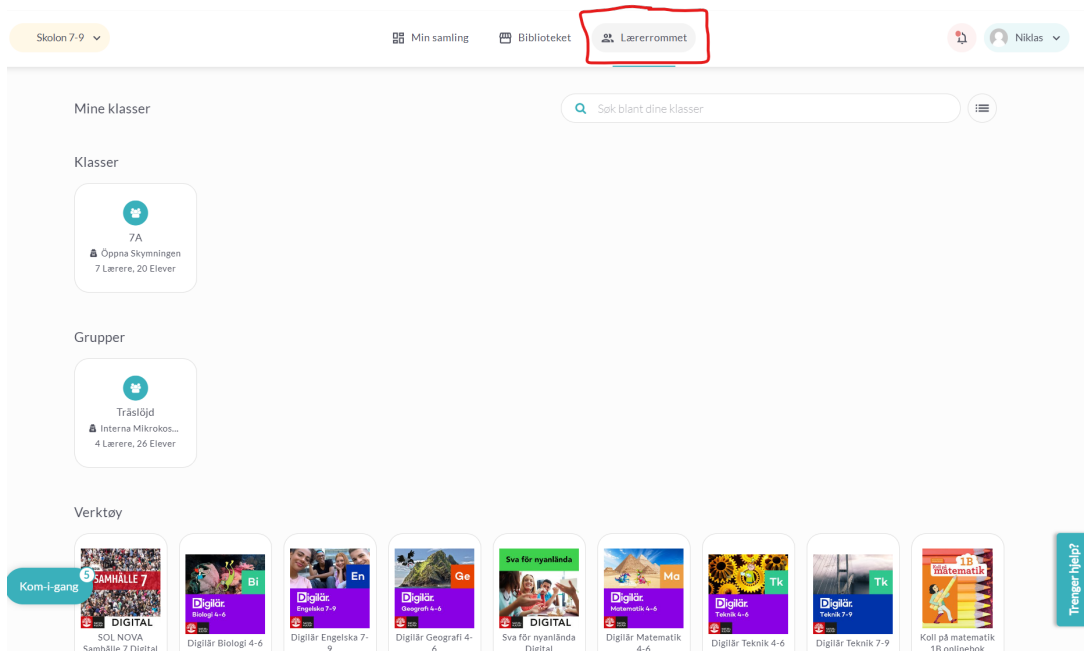 Skolon 7-9
Min samling
Biblioteket
Lærerrommet
Niklas
Mine klasser
Søk blant dine klasser
Klasser
7A
Öppna Skymningen
7 Lærere, 20 Elever
Grupper
Träslöjd
Interna Mikrokos...
4 Lærere, 26 Elever
Verktøy
SAMHÄLLE 7
DIGITAL
SOL NOVA
Samhälle 7 Digital
Bi
Digilär.
Biologi 4-6
Digilär Biologi 4-6
En
Digilär.
Engelska 7-9
Digilär Engelska 7-
9
Ge
Digilär.
Geografi 4-6
Digilär Geografi 4-
6
Sva för nyanlända
DIGITAL
Sva för nyanlända
Digital
Ma
Digilär.
Matematik 4-6
Digilär Matematik
4-6
Tk
Digilär.
Teknik 4-6
Digilär Teknik 4-6
Tk
Digilär.
Teknik 7-9
Digilär Teknik 7-9
1B
matematik
Koll på matematik
1B onlinebok
Kom-i-gang
5
Trenger hjelp?